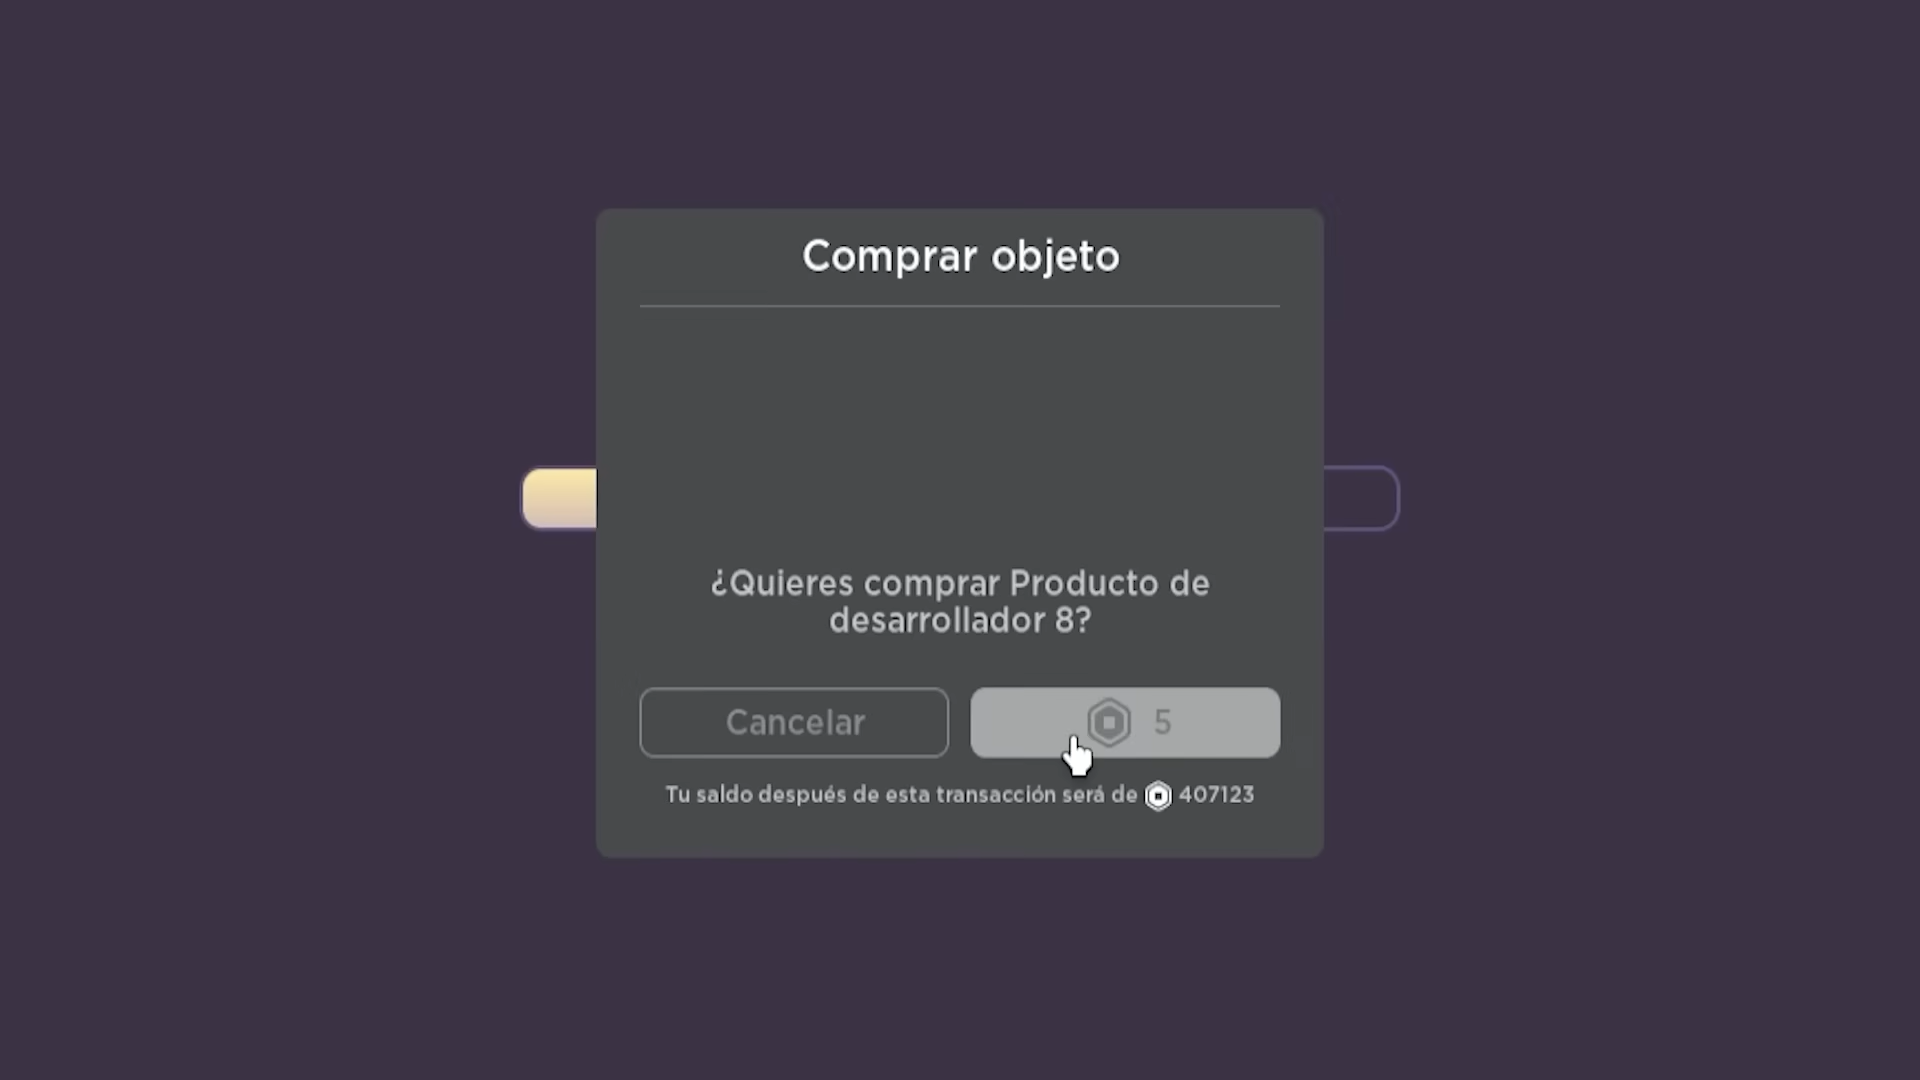 Comprar objeto
¿Quieres comprar Producto de
desarrollador 8?
Cancelar
5
Tu saldo después de esta transacción será de 407123